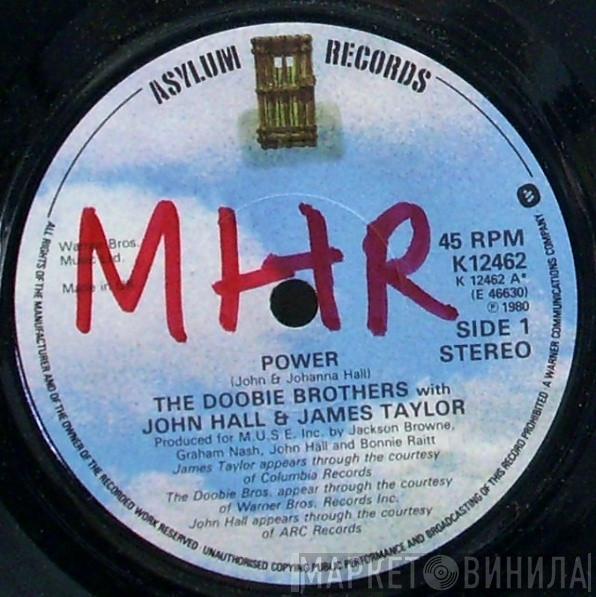 ASYLUM RECORDS
MHR
Warner Bros.
Music Ltd.
Made in
45 RPM
K12462
K 12462 A*
(E 46630)
℗ 1980
SIDE 1
STEREO
POWER
(John & Johanna Hall)
THE DOOBIE BROTHERS with
JOHN HALL & JAMES TAYLOR
Produced for M.U.S.E. Inc. by Jackson Browne,
Graham Nash, John Hall and Bonnie Raitt
James Taylor appears through the courtesy
of Columbia Records
The Doobie Bros. appear through the courtesy
of Warner Bros. Records Inc.
John Hall appears through the courtesy
of ARC Records
ALL RIGHTS OF THE MANUFACTURER AND OF THE OWNER OF THE RECORDED WORK RESERVED UNAUTHORISED COPYING PUBLIC PERFORMANCE AND BROADCASTING OF THIS RECORD PROHIBITED A WARNER COMMUNICATIONS COMPANY
МАРКЕТ ВИНИЛА